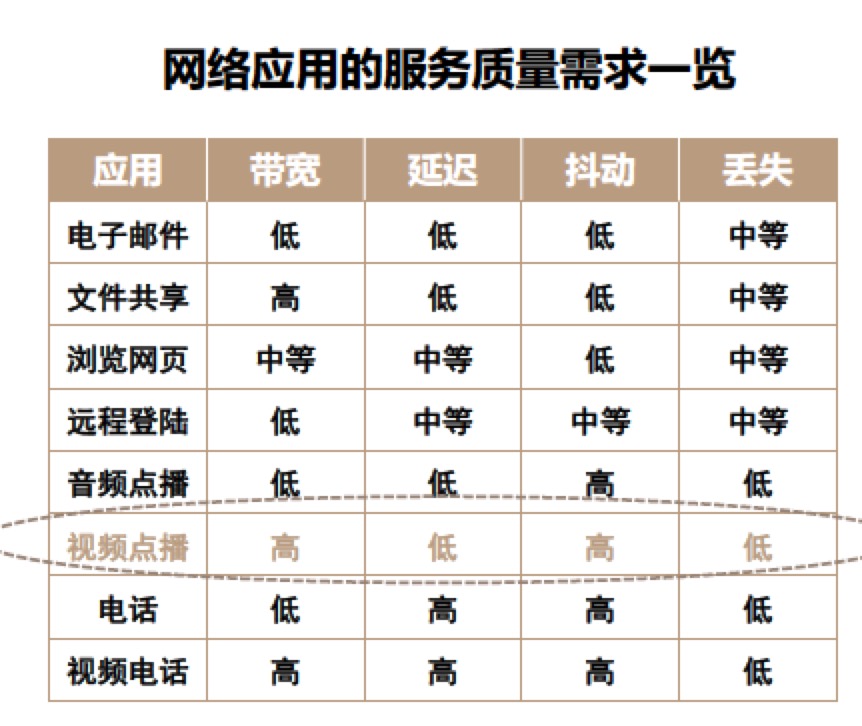 网络应用的服务质量需求一览
应用 带宽 延迟 抖动 丢失
电子邮件 低 低 低 中等
文件共享 高 低 低 中等
浏览网页 中等 中等 低 中等
远程登陆 低 中等 中等 中等
音频点播 低 低 高 低
视频点播 高 低 高 低
电话 低 高 高 低
视频电话 高 高 高 低